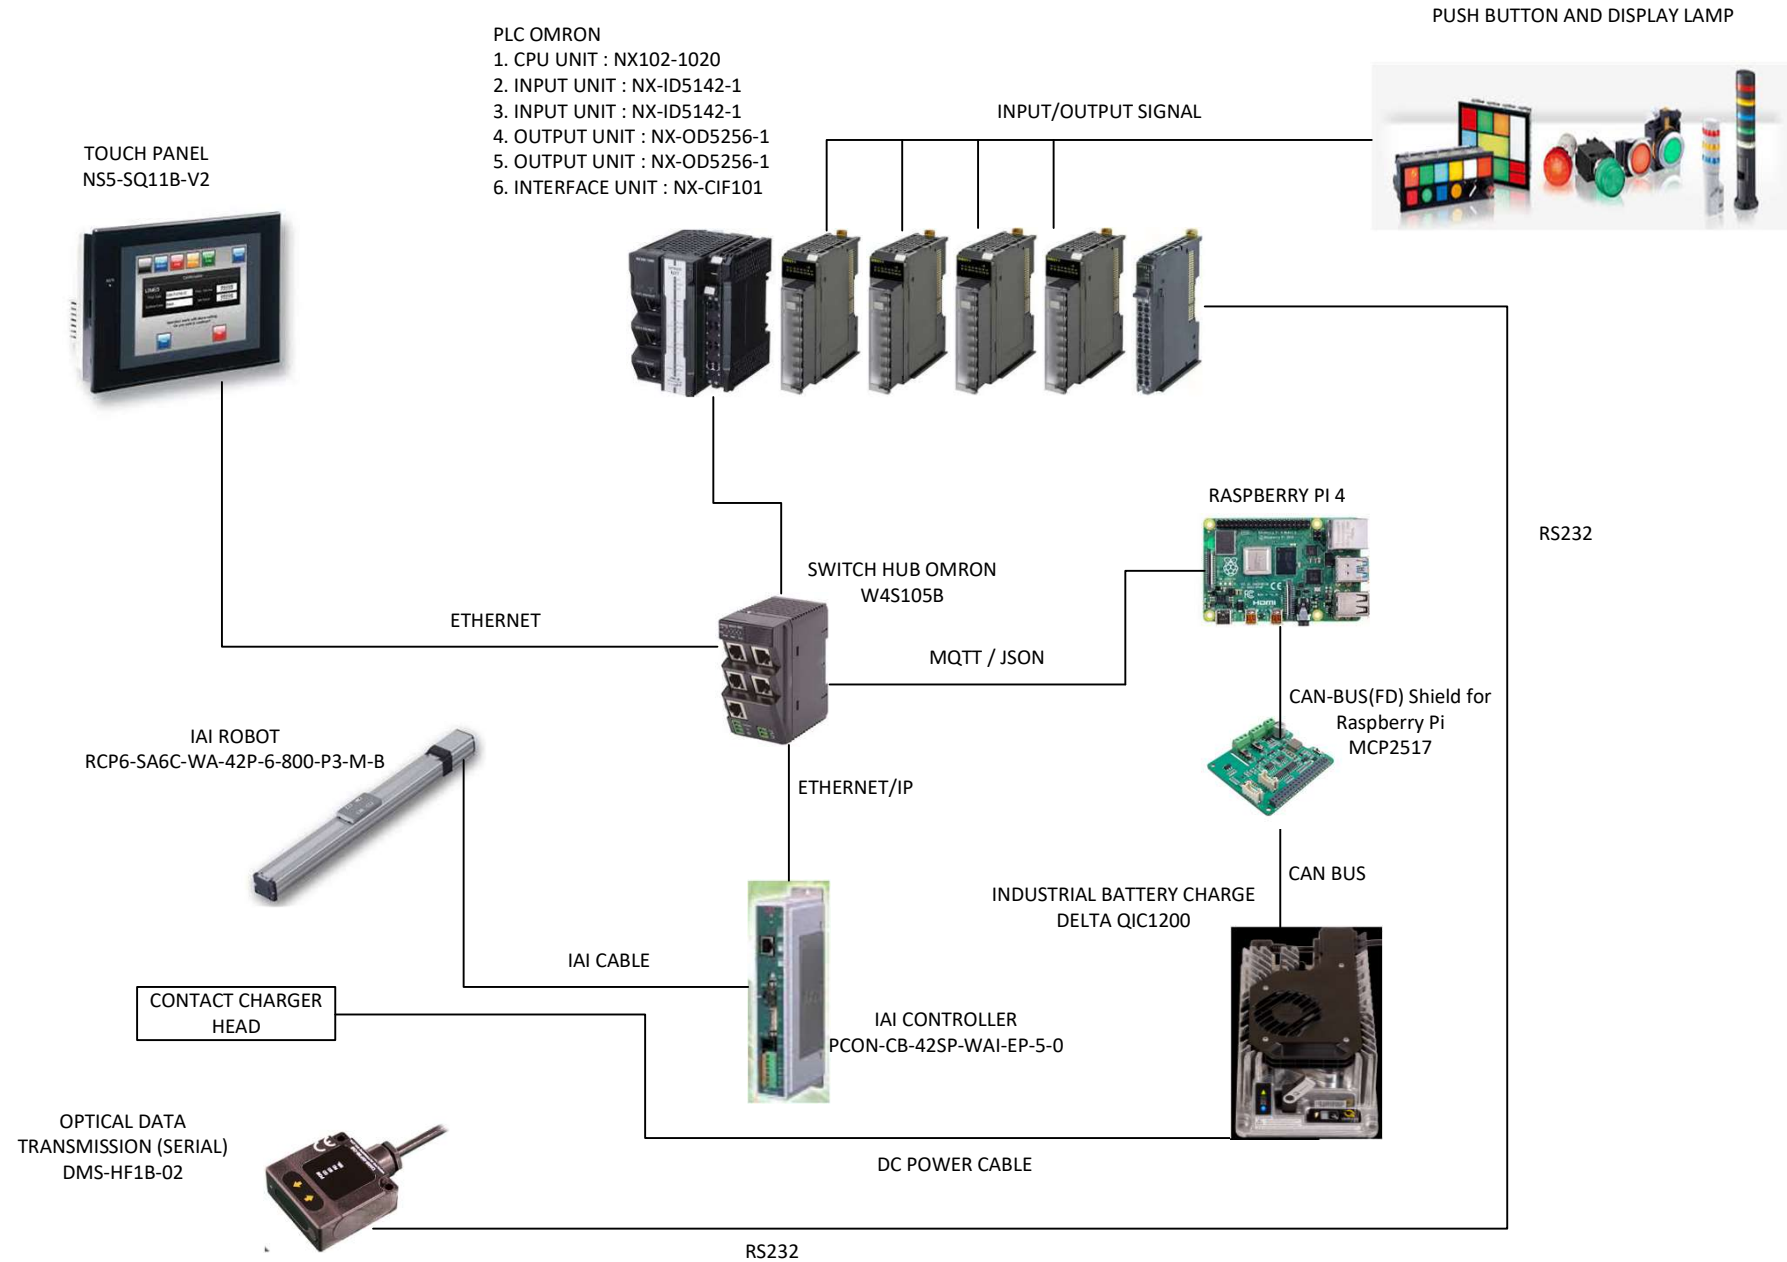 PUSH BUTTON AND DISPLAY LAMP
PLC OMRON
1. CPU UNIT : NX102-1020
2. INPUT UNIT : NX-ID5142-1
3. INPUT UNIT : NX-ID5142-1
4. OUTPUT UNIT : NX-OD5256-1
5. OUTPUT UNIT : NX-OD5256-1
6. INTERFACE UNIT : NX-CIF101
INPUT/OUTPUT SIGNAL
TOUCH PANEL
NS5-SQ11B-V2
RASPBERRY PI 4
RS232
SWITCH HUB OMRON
W4S105B
ETHERNET
MQTT / JSON
CAN-BUS(FD) Shield for
Raspberry Pi
MCP2517
IAI ROBOT
RCP6-SA6C-WA-42P-6-800-P3-M-B
ETHERNET/IP
CAN BUS
INDUSTRIAL BATTERY CHARGE
DELTA QIC1200
IAI CABLE
CONTACT CHARGER
HEAD
IAI CONTROLLER
PCON-CB-42SP-WAI-EP-5-0
OPTICAL DATA
TRANSMISSION (SERIAL)
DMS-HF1B-02
DC POWER CABLE
RS232